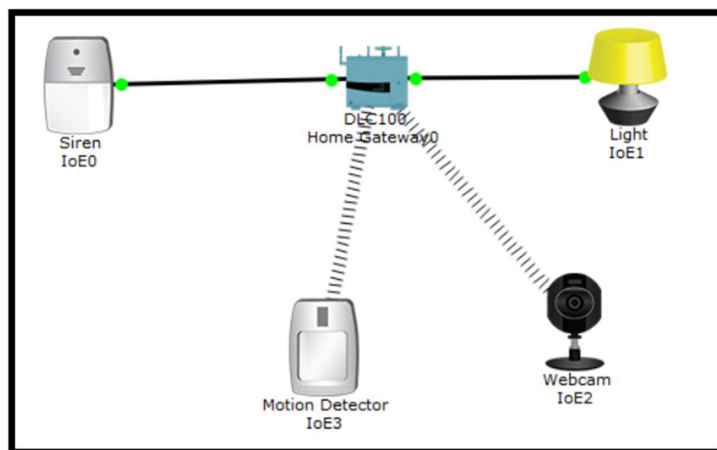 Siren
IoE0
DLC100
Home Gateway0
Light
IoE1
Motion Detector
IoE3
Webcam
IoE2